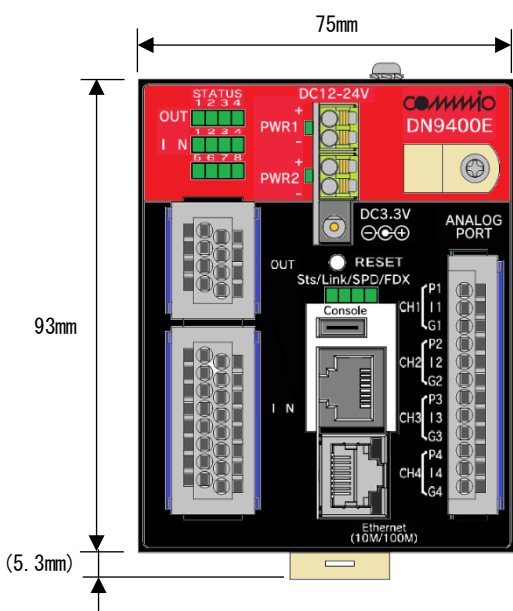 75mm
STATUS
1 2 3 4
OUT
1 2 3 4
I N
5 6 7 8
DC12-24V
+
PWR1
-
+
PWR2
-
commio
DN9400E
DC3.3V
ANALOG
PORT
OUT
RESET
Sts/Link/SPD/FDX
Console
93mm
I N
P1
CH1 I1
G1
P2
CH2 I2
G2
P3
CH3 I3
G3
P4
CH4 I4
G4
Ethernet
(10M/100M)
(5.3mm)